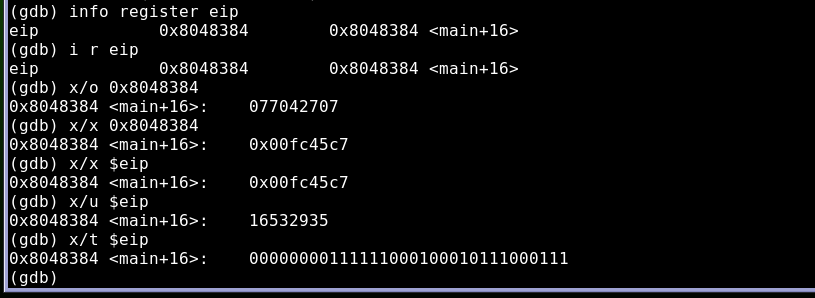 (gdb) info register eip
eip            0x8048384        0x8048384 <main+16>
(gdb) i r eip
eip            0x8048384        0x8048384 <main+16>
(gdb) x/o 0x8048384
0x8048384 <main+16>:    077042707
(gdb) x/x 0x8048384
0x8048384 <main+16>:    0x00fc45c7
(gdb) x/x $eip
0x8048384 <main+16>:    0x00fc45c7
(gdb) x/u $eip
0x8048384 <main+16>:    16532935
(gdb) x/t $eip
0x8048384 <main+16>:    00000000111111000100010111000111
(gdb)